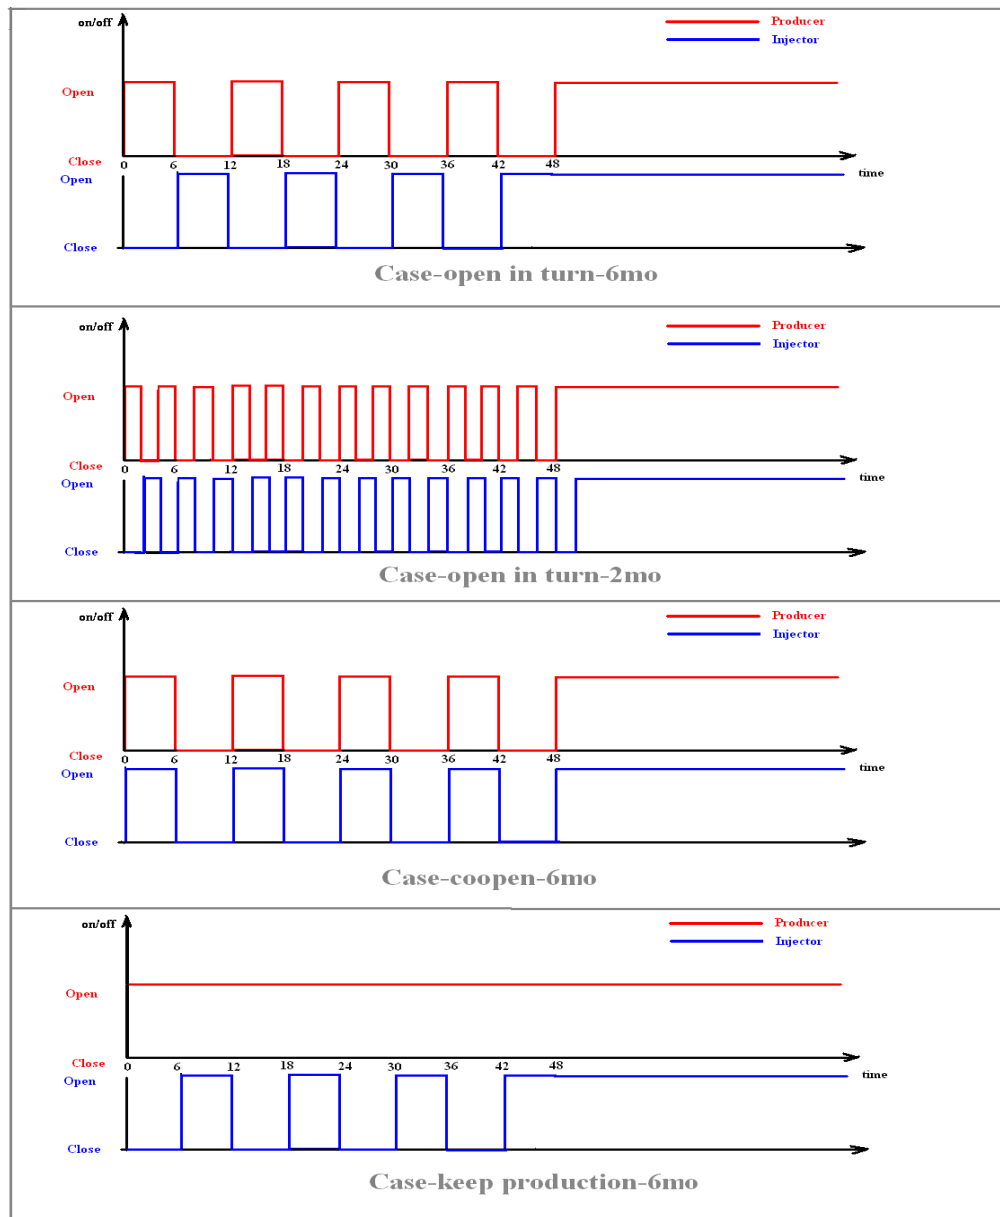 on/off
Producer
Injector
Open
Close
0 6 12 18 24 30 36 42 48
time
Open
Close
Case-open in turn-6mo
on/off
Producer
Injector
Open
Close
0 6 12 18 24 30 36 42 48
time
Open
Close
Case-open in turn-2mo
on/off
Producer
Injector
Open
Close
0 6 12 18 24 30 36 42 48
time
Open
Close
Case-coopen-6mo
on/off
Producer
Injector
Open
Close
0 6 12 18 24 30 36 42 48
time
Open
Close
Case-keep production-6mo